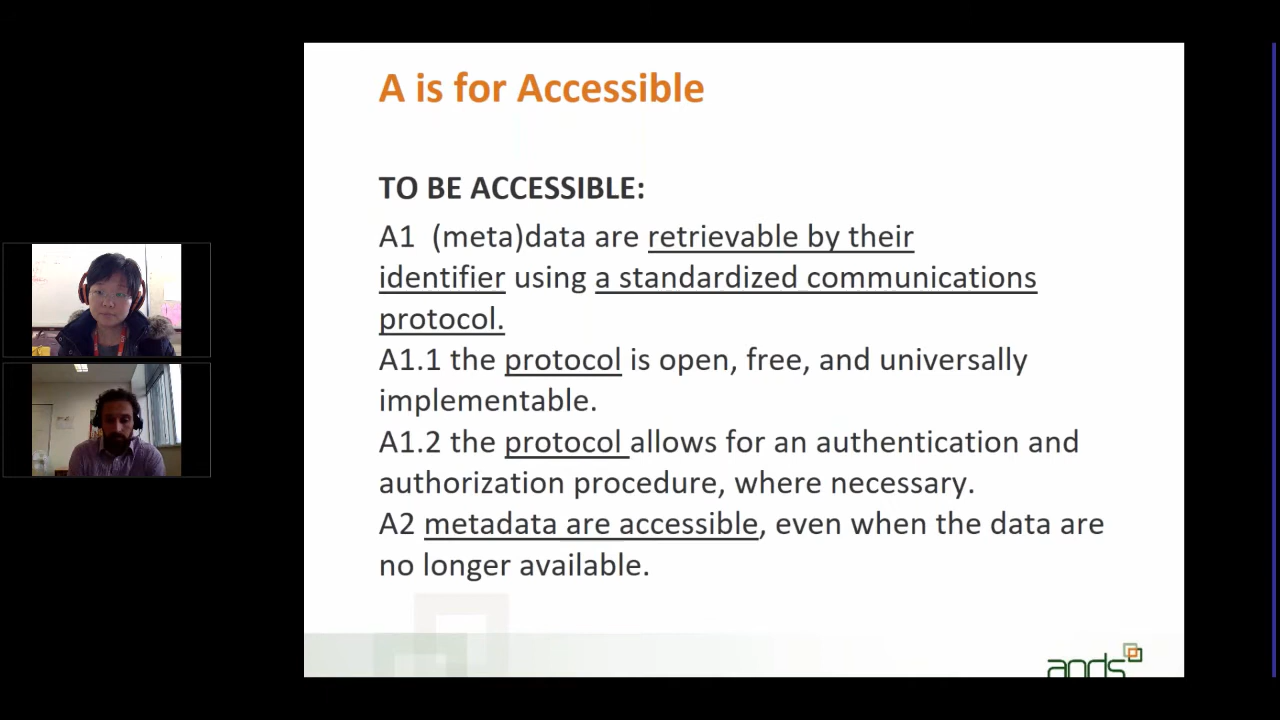 A is for Accessible
TO BE ACCESSIBLE:
A1 (meta)data are retrievable by their
identifier using a standardized communications
protocol.
A1.1 the protocol is open, free, and universally
implementable.
A1.2 the protocol allows for an authentication and
authorization procedure, where necessary.
A2 metadata are accessible, even when the data are
no longer available.
ands